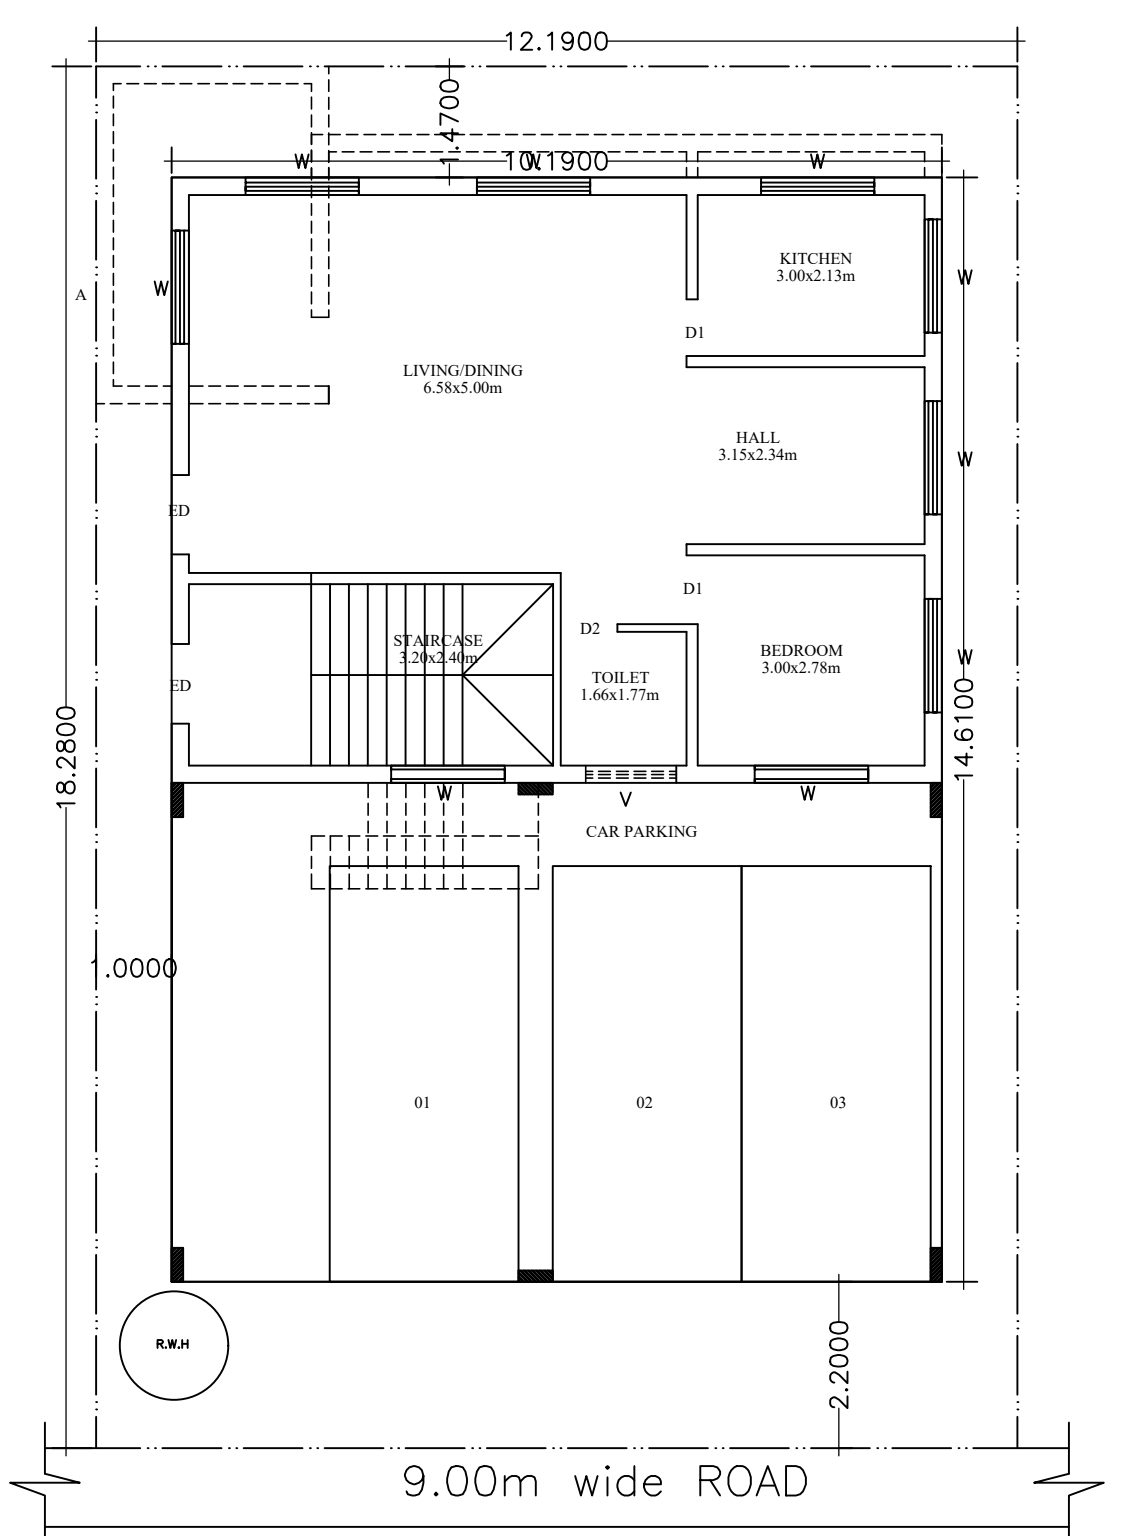 12.1900
1.4700
W
W
W
10.1900
KITCHEN
3.00x2.13m
W
W
A
D1
LIVING/DINING
6.58x5.00m
HALL
3.15x2.34m
W
ED
D1
D2
STAIRCASE
3.20x2.40m
BEDROOM
3.00x2.78m
W
TOILET
1.66x1.77m
ED
18.2800
14.6100
W
V
W
CAR PARKING
1.0000
01
02
03
R.W.H
2.2000
9.00m wide ROAD